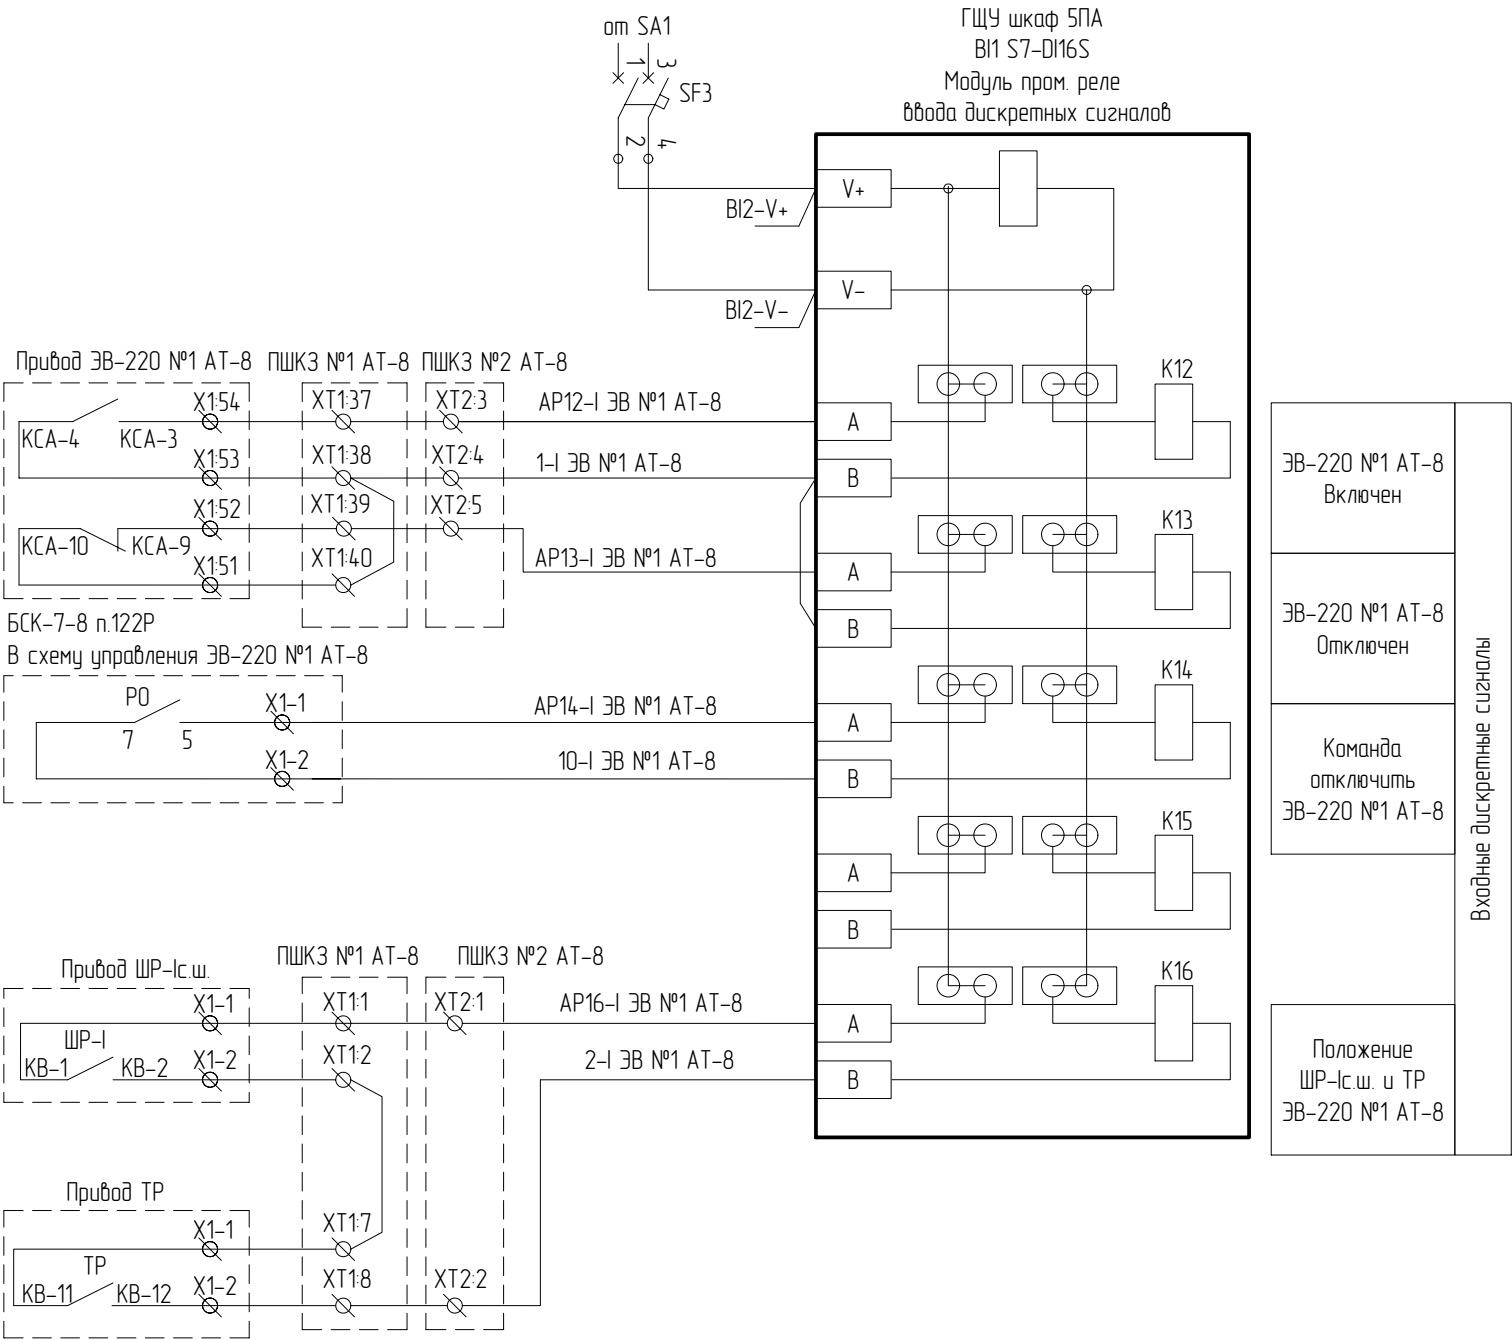 от SA1
1
3
SF3
2
4
ГЩУ шкаф 5ПА
BI1 S7-DI16S
Модуль пром. реле
ввода дискретных сигналов
V+
BI2-V+
V-
BI2-V-
Привод ЭВ-220 №1 АТ-8
ПШКЗ №1 АТ-8
ПШКЗ №2 АТ-8
X1:54
XT1:37
XT2:3
АР12-I ЭВ №1 АТ-8
A
K12
КСА-4
КСА-3
X1:53
XT1:38
XT2:4
1-I ЭВ №1 АТ-8
B
X1:52
XT1:39
XT2:5
КСА-10
КСА-9
X1:51
XT1:40
АР13-I ЭВ №1 АТ-8
A
K13
B
ЭВ-220 №1 АТ-8
Включен
ЭВ-220 №1 АТ-8
Отключен
БСК-7-8 п.122Р
В схему управления ЭВ-220 №1 АТ-8
РО
7
5
X1-1
АР14-I ЭВ №1 АТ-8
A
K14
X1-2
10-I ЭВ №1 АТ-8
B
Команда
отключить
ЭВ-220 №1 АТ-8
Входные дискретные сигналы
A
K15
B
Привод ШР-Iс.ш.
ПШКЗ №1 АТ-8
ПШКЗ №2 АТ-8
X1-1
XT1:1
XT2:1
АР16-I ЭВ №1 АТ-8
A
K16
ШР-I
КВ-1
КВ-2
X1-2
XT1:2
2-I ЭВ №1 АТ-8
B
Положение
ШР-Iс.ш. и ТР
ЭВ-220 №1 АТ-8
Привод ТР
X1-1
XT1:7
ТР
КВ-11
КВ-12
X1-2
XT1:8
XT2:2